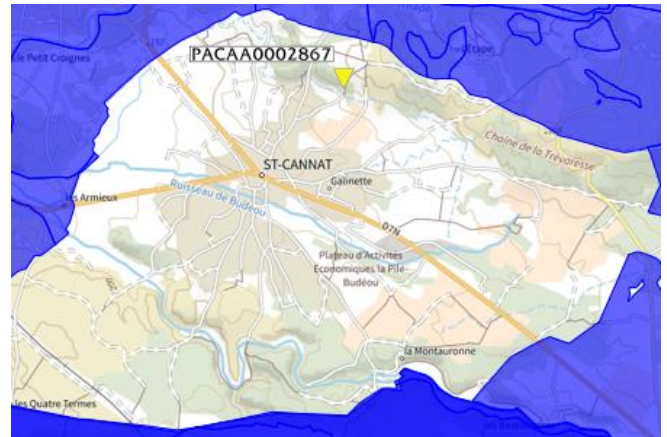 le Petit Croignes
PACAA0002867
Chaîne de la Trévaresse
ST-CANNAT
Galinette
les Armieux
Ruisseau de Budéou
D7N
Plateau d'Activités
Économiques la Pile-
Budéou
la Montauronne
les Quatre Termes